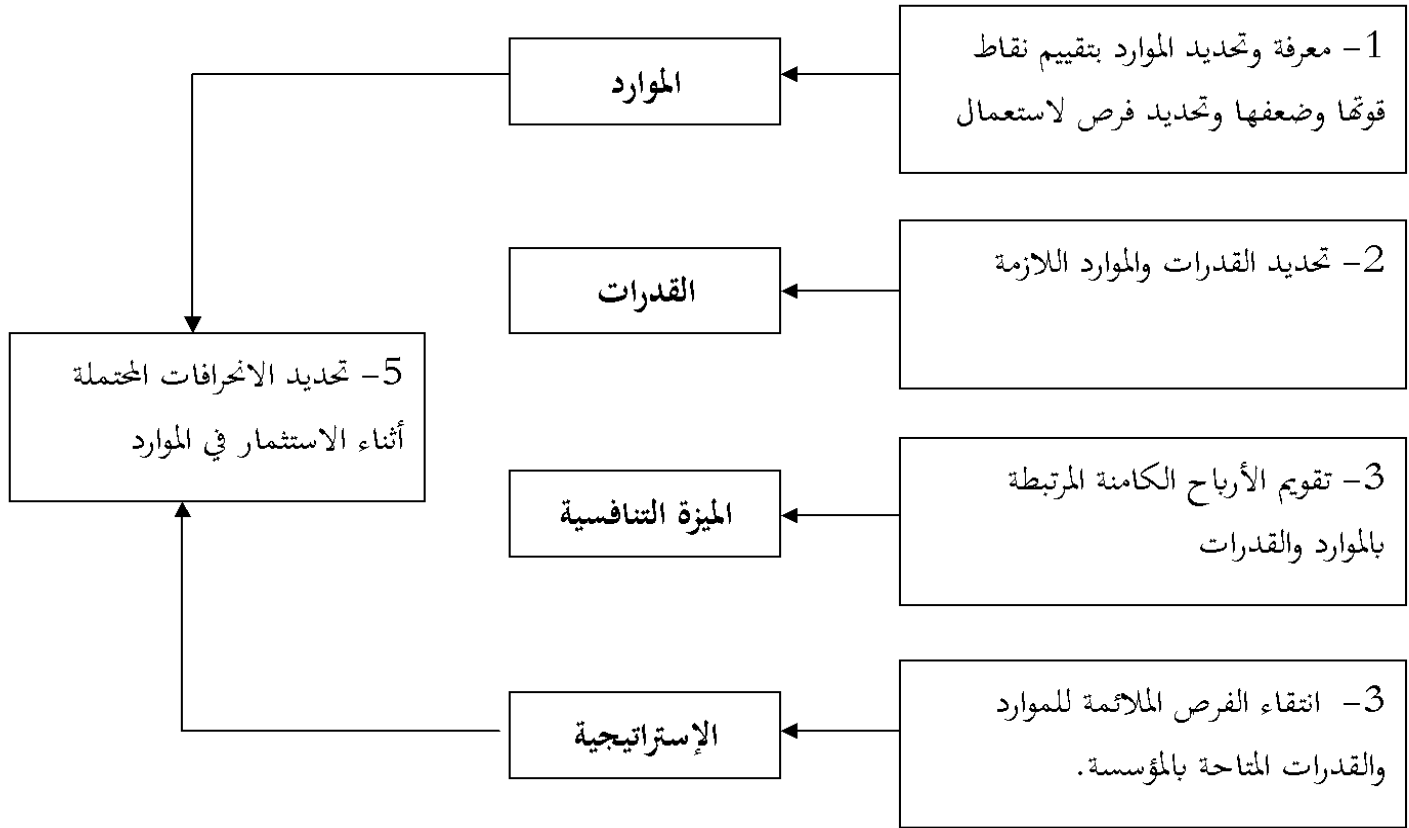 1- معرفة وتحديد الموارد بتقييم نقاط
قوتها وضعفها وتحديد فرص لاستعمال
الموارد
2- تحديد القدرات والموارد اللازمة
القدرات
5- تحديد الانحرافات المحتملة
أثناء الاستثمار في الموارد
3- تقويم الأرباح الكامنة المرتبطة
بالموارد والقدرات
الميزة التنافسية
3- انتقاء الفرص الملائمة للموارد
والقدرات المتاحة بالمؤسسة.
الإستراتيجية